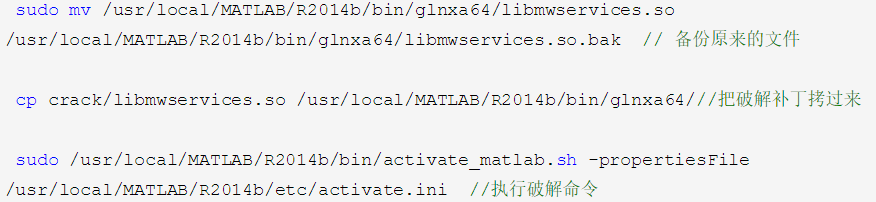 sudo mv /usr/local/MATLAB/R2014b/bin/glnxa64/libmwservices.so
/usr/local/MATLAB/R2014b/bin/glnxa64/libmwservices.so.bak // 备份原来的文件
cp crack/libmwservices.so /usr/local/MATLAB/R2014b/bin/glnxa64///把破解补丁拷过来
sudo /usr/local/MATLAB/R2014b/bin/activate_matlab.sh -propertiesFile
/usr/local/MATLAB/R2014b/etc/activate.ini //执行破解命令